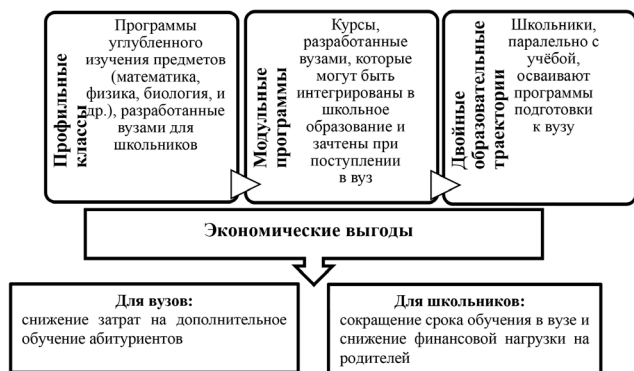 Профильные
классы
Программы
углубленного
изучения предметов
(математика,
физика, биология, и
др.), разработанные
вузами для
школьников
Модульные
программы
Курсы,
разработанные
вузами, которые
могут быть
интегрированы в
школьное
образование и
зачтены при
поступлении
в вуз
Двойные
образовательные
траектории
Школьники,
паралельно с
учёбой,
осваивают
программы
подготовки
к вузу
Экономические выгоды
Для вузов:
снижение затрат на дополнительное
обучение абитуриентов
Для школьников:
сокращение срока обучения в вузе и
снижение финансовой нагрузки на
родителей